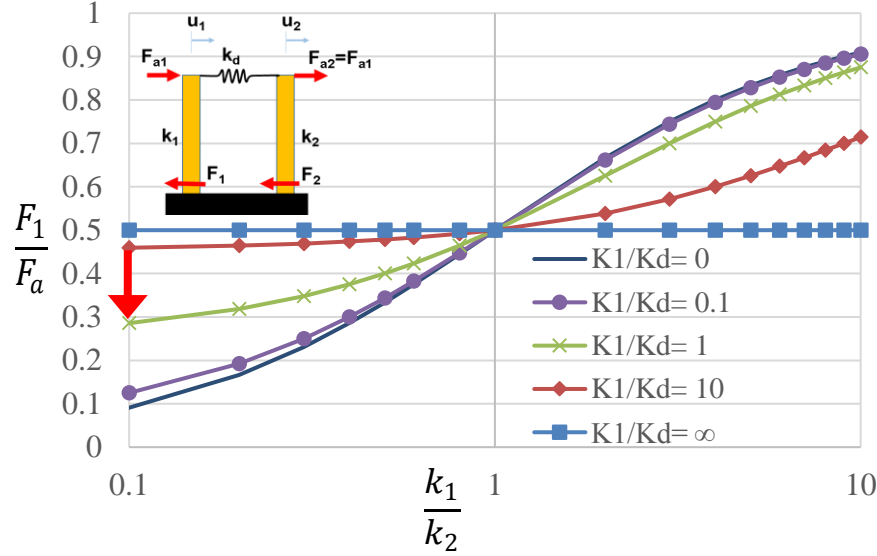 1
0.9
0.8
0.7
0.6
0.5
0.4
0.3
0.2
0.1
0
F₁
Fₐ
u₁
u₂
Fₐ₁
k_d
Fₐ₂=Fₐ₁
k₁
k₂
F₁
F₂
K1/Kd= 0
K1/Kd= 0.1
K1/Kd= 1
K1/Kd= 10
K1/Kd= ∞
0.1
1
10
k₁
k₂